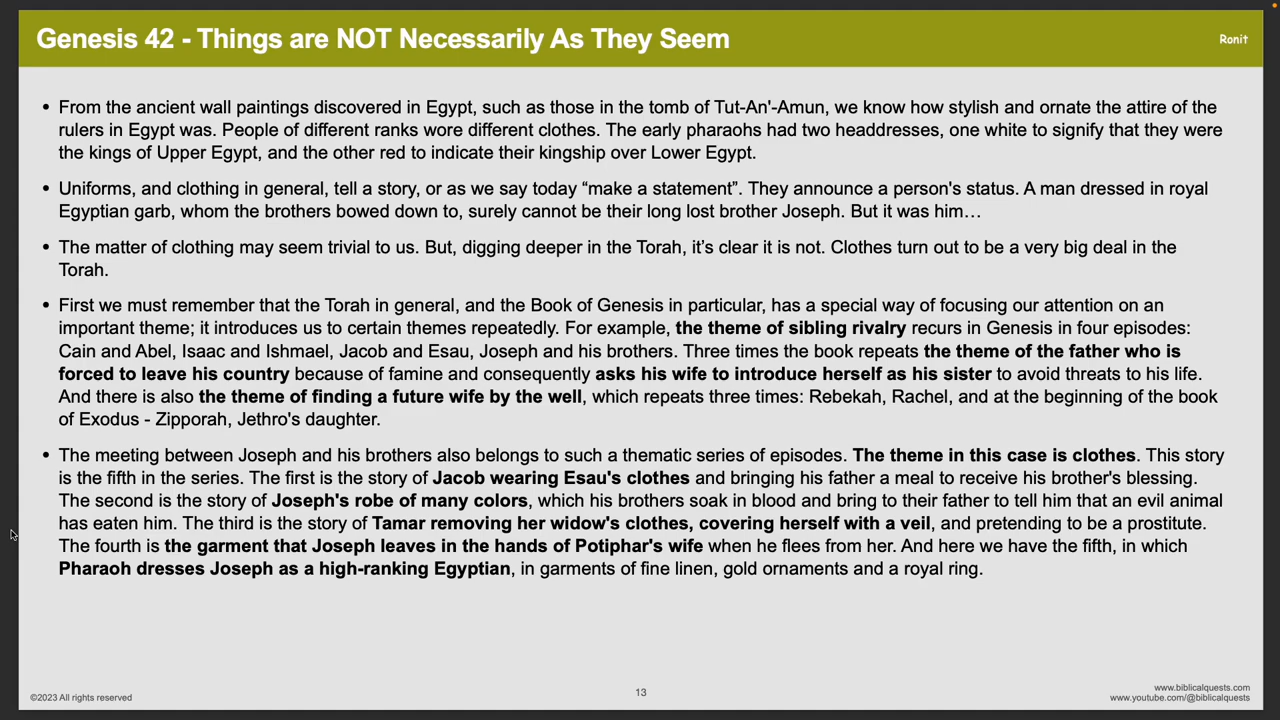 Genesis 42 - Things are NOT Necessarily As They Seem
Ronit
• From the ancient wall paintings discovered in Egypt, such as those in the tomb of Tut-An'-Amun, we know how stylish and ornate the attire of the
rulers in Egypt was. People of different ranks wore different clothes. The early pharaohs had two headdresses, one white to signify that they were
the kings of Upper Egypt, and the other red to indicate their kingship over Lower Egypt.
• Uniforms, and clothing in general, tell a story, or as we say today “make a statement”. They announce a person's status. A man dressed in royal
Egyptian garb, whom the brothers bowed down to, surely cannot be their long lost brother Joseph. But it was him…
• The matter of clothing may seem trivial to us. But, digging deeper in the Torah, it’s clear it is not. Clothes turn out to be a very big deal in the
Torah.
• First we must remember that the Torah in general, and the Book of Genesis in particular, has a special way of focusing our attention on an
important theme; it introduces us to certain themes repeatedly. For example, the theme of sibling rivalry recurs in Genesis in four episodes:
Cain and Abel, Isaac and Ishmael, Jacob and Esau, Joseph and his brothers. Three times the book repeats the theme of the father who is
forced to leave his country because of famine and consequently asks his wife to introduce herself as his sister to avoid threats to his life.
And there is also the theme of finding a future wife by the well, which repeats three times: Rebekah, Rachel, and at the beginning of the book
of Exodus - Zipporah, Jethro's daughter.
• The meeting between Joseph and his brothers also belongs to such a thematic series of episodes. The theme in this case is clothes. This story
is the fifth in the series. The first is the story of Jacob wearing Esau's clothes and bringing his father a meal to receive his brother's blessing.
The second is the story of Joseph's robe of many colors, which his brothers soak in blood and bring to their father to tell him that an evil animal
has eaten him. The third is the story of Tamar removing her widow's clothes, covering herself with a veil, and pretending to be a prostitute.
The fourth is the garment that Joseph leaves in the hands of Potiphar's wife when he flees from her. And here we have the fifth, in which
Pharaoh dresses Joseph as a high-ranking Egyptian, in garments of fine linen, gold ornaments and a royal ring.
©2023 All rights reserved
13
www.biblicalquests.com
www.youtube.com/@biblicalquests